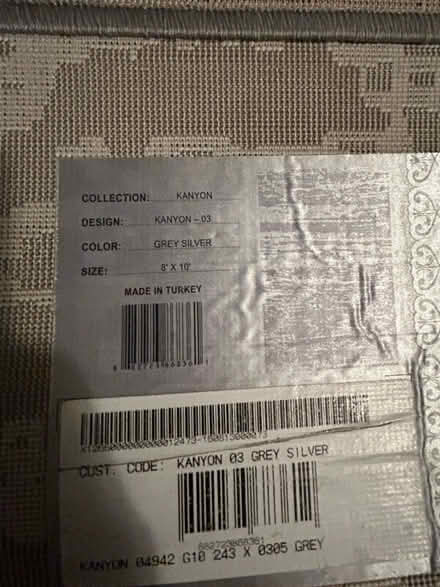 COLLECTION: KANYON
DESIGN: KANYON – 03
COLOR: GREY SILVER
SIZE: 8' X 10'
MADE IN TURKEY
CUST. CODE: KANYON 03 GREY SILVER
KANYON 04942 G10 243 X 0305 GREY